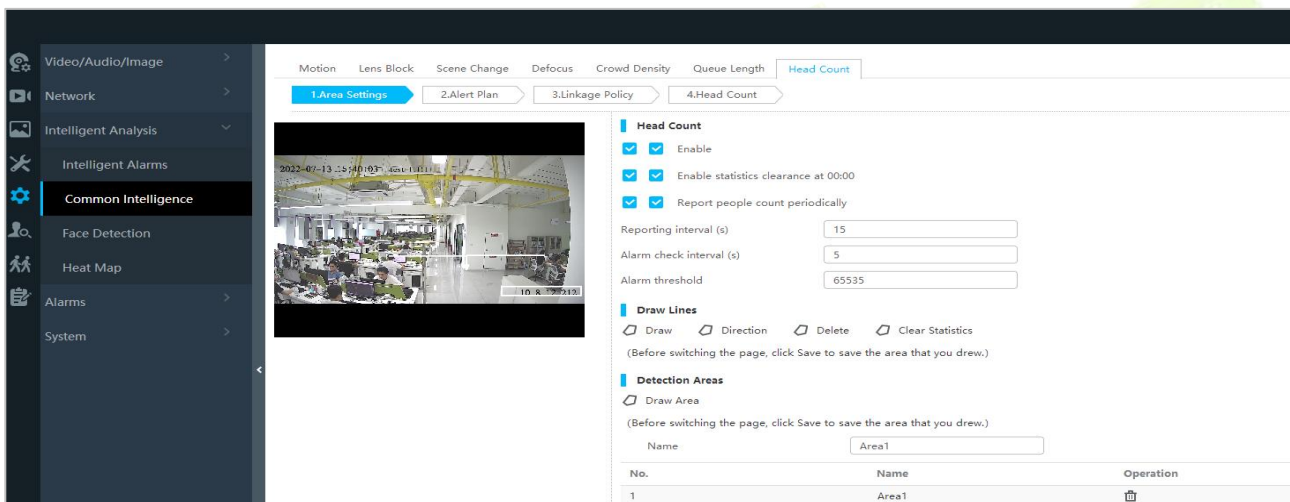 Video/Audio/Image
Network
Intelligent Analysis
Intelligent Alarms
Common Intelligence
Face Detection
Heat Map
Alarms
System
Motion Lens Block Scene Change Defocus Crowd Density Queue Length Head Count
1.Area Settings 2.Alert Plan 3.Linkage Policy 4.Head Count
Head Count
Enable
Enable statistics clearance at 00:00
Report people count periodically
Reporting interval (s) 15
Alarm check interval (s) 5
Alarm threshold 65535
Draw Lines
Draw Direction Delete Clear Statistics
(Before switching the page, click Save to save the area that you drew.)
Detection Areas
Draw Area
(Before switching the page, click Save to save the area that you drew.)
Name Area1
No. Name Operation
1 Area1